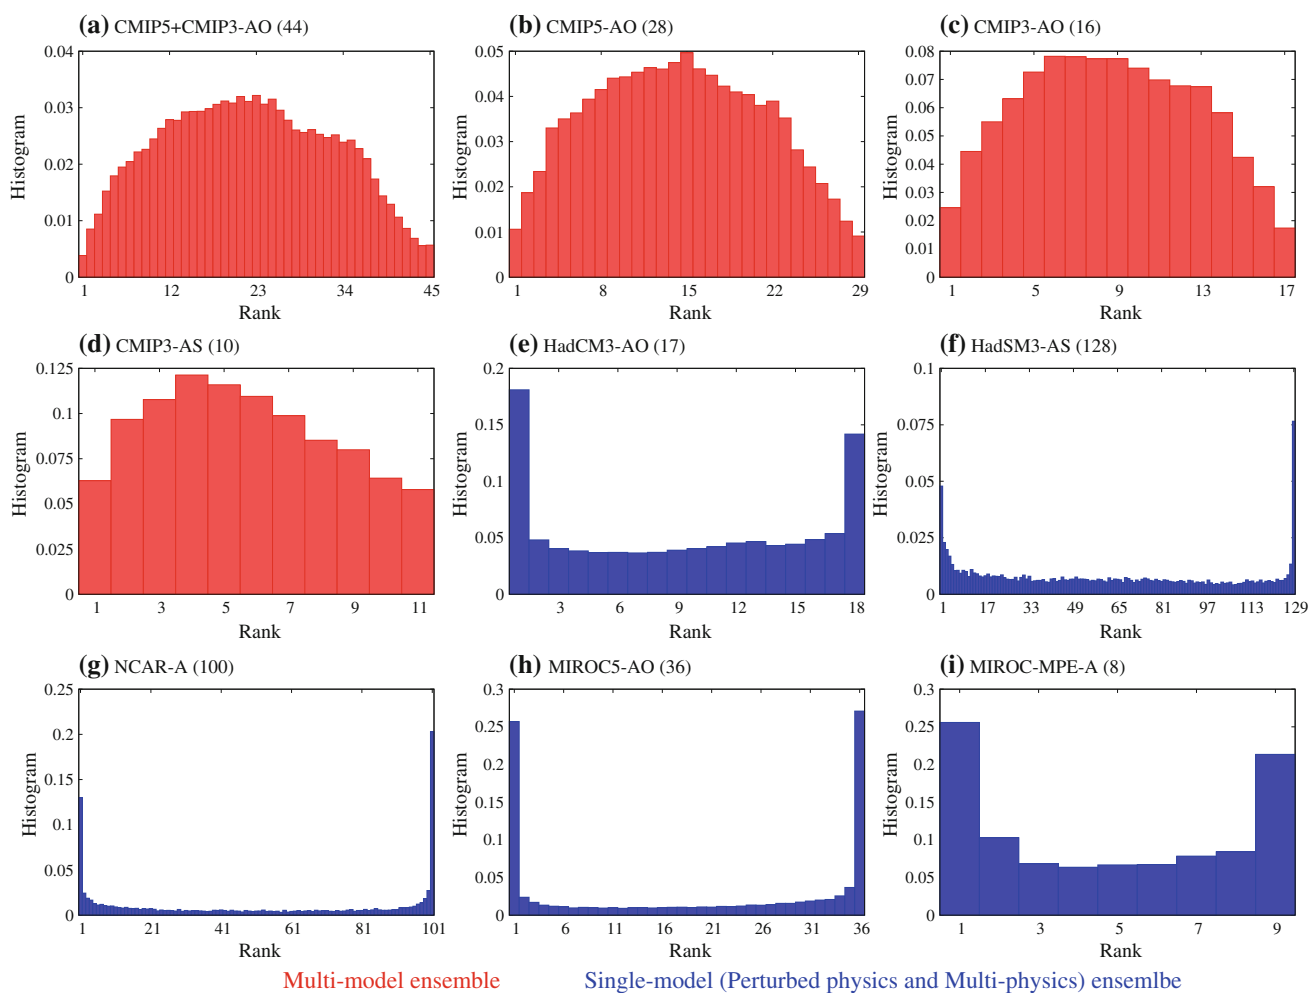 (a) CMIP5+CMIP3-AO (44)
0.04
0.03
0.02
0.01
0
Histogram
1 12 23 34 45
Rank
(b) CMIP5-AO (28)
0.05
0.04
0.03
0.02
0.01
0
Histogram
1 8 15 22 29
Rank
(c) CMIP3-AO (16)
0.08
0.07
0.06
0.05
0.04
0.03
0.02
0.01
0
Histogram
1 5 9 13 17
Rank
(d) CMIP3-AS (10)
0.125
0.1
0.075
0.05
0.025
0
Histogram
1 3 5 7 9 11
Rank
(e) HadCM3-AO (17)
0.2
0.15
0.1
0.05
0
Histogram
3 6 9 12 15 18
Rank
(f) HadSM3-AS (128)
0.1
0.075
0.05
0.025
0
Histogram
1 17 33 49 65 81 97 113 129
Rank
(g) NCAR-A (100)
0.25
0.2
0.15
0.1
0.05
0
Histogram
1 21 41 61 81 101
Rank
(h) MIROC5-AO (36)
0.3
0.25
0.2
0.15
0.1
0.05
0
Histogram
1 6 11 16 21 26 31 36
Rank
(i) MIROC-MPE-A (8)
0.3
0.25
0.2
0.15
0.1
0.05
0
Histogram
1 3 5 7 9
Rank
Multi-model ensemble
Single-model (Perturbed physics and Multi-physics) ensemlbe